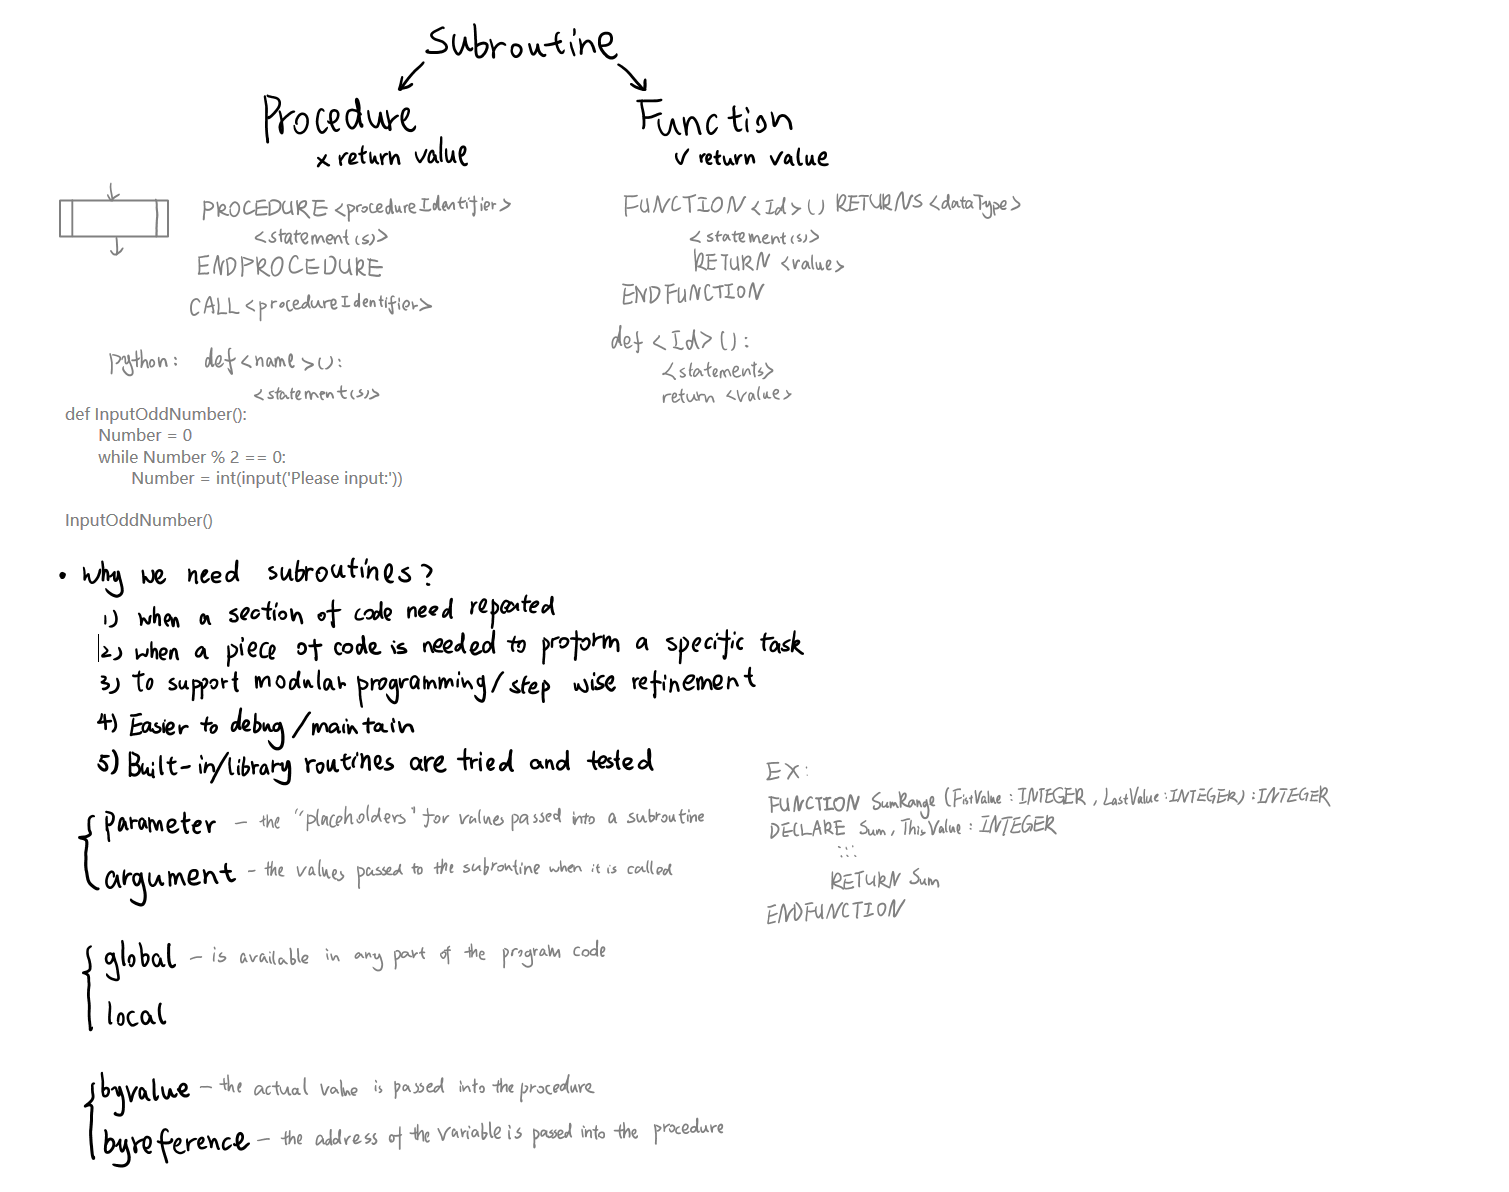 Subroutine
Procedure
x return value
PROCEDURE <procedureIdentifier>
<statement(s)>
ENDPROCEDURE
CALL <procedureIdentifier>
python: def <name>():
<statement(s)>
Function
✓ return value
FUNCTION <Id>() RETURNS <dataType>
<statement(s)>
RETURN <value>
ENDFUNCTION
def <Id>():
<statements>
return <value>
def InputOddNumber():
Number = 0
while Number % 2 == 0:
Number = int(input('Please input:'))
InputOddNumber()
• Why we need subroutines?
1) when a section of code need repeated
2) when a piece of code is needed to proform a specific task
3) to support modular programming/step wise refinement
4) Easier to debug/maintain
5) Built-in/library routines are tried and tested
parameter – the "placeholders" for values passed into a subroutine
argument – the values passed to the subroutine when it is called
EX:
FUNCTION SumRange (FistValue : INTEGER, LastValue : INTEGER) : INTEGER
DECLARE Sum, ThisValue : INTEGER
RETURN Sum
ENDFUNCTION
global – is available in any part of the program code
local
byvalue – the actual value is passed into the procedure
byreference – the address of the variable is passed into the procedure